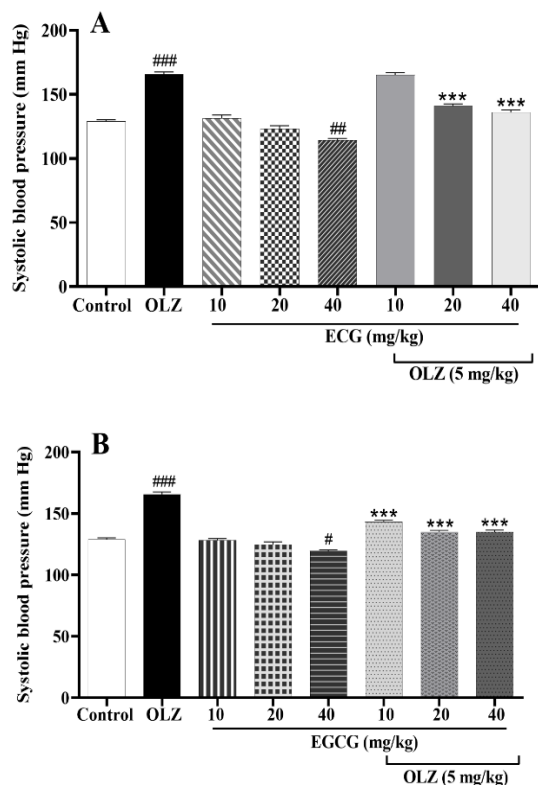 A
Systolic blood pressure (mm Hg)
200
150
100
50
0
###
##
***
***
Control OLZ 10 20 40 10 20 40
ECG (mg/kg)
OLZ (5 mg/kg)
B
Systolic blood pressure (mm Hg)
200
150
100
50
0
###
#
***
***
***
Control OLZ 10 20 40 10 20 40
EGCG (mg/kg)
OLZ (5 mg/kg)